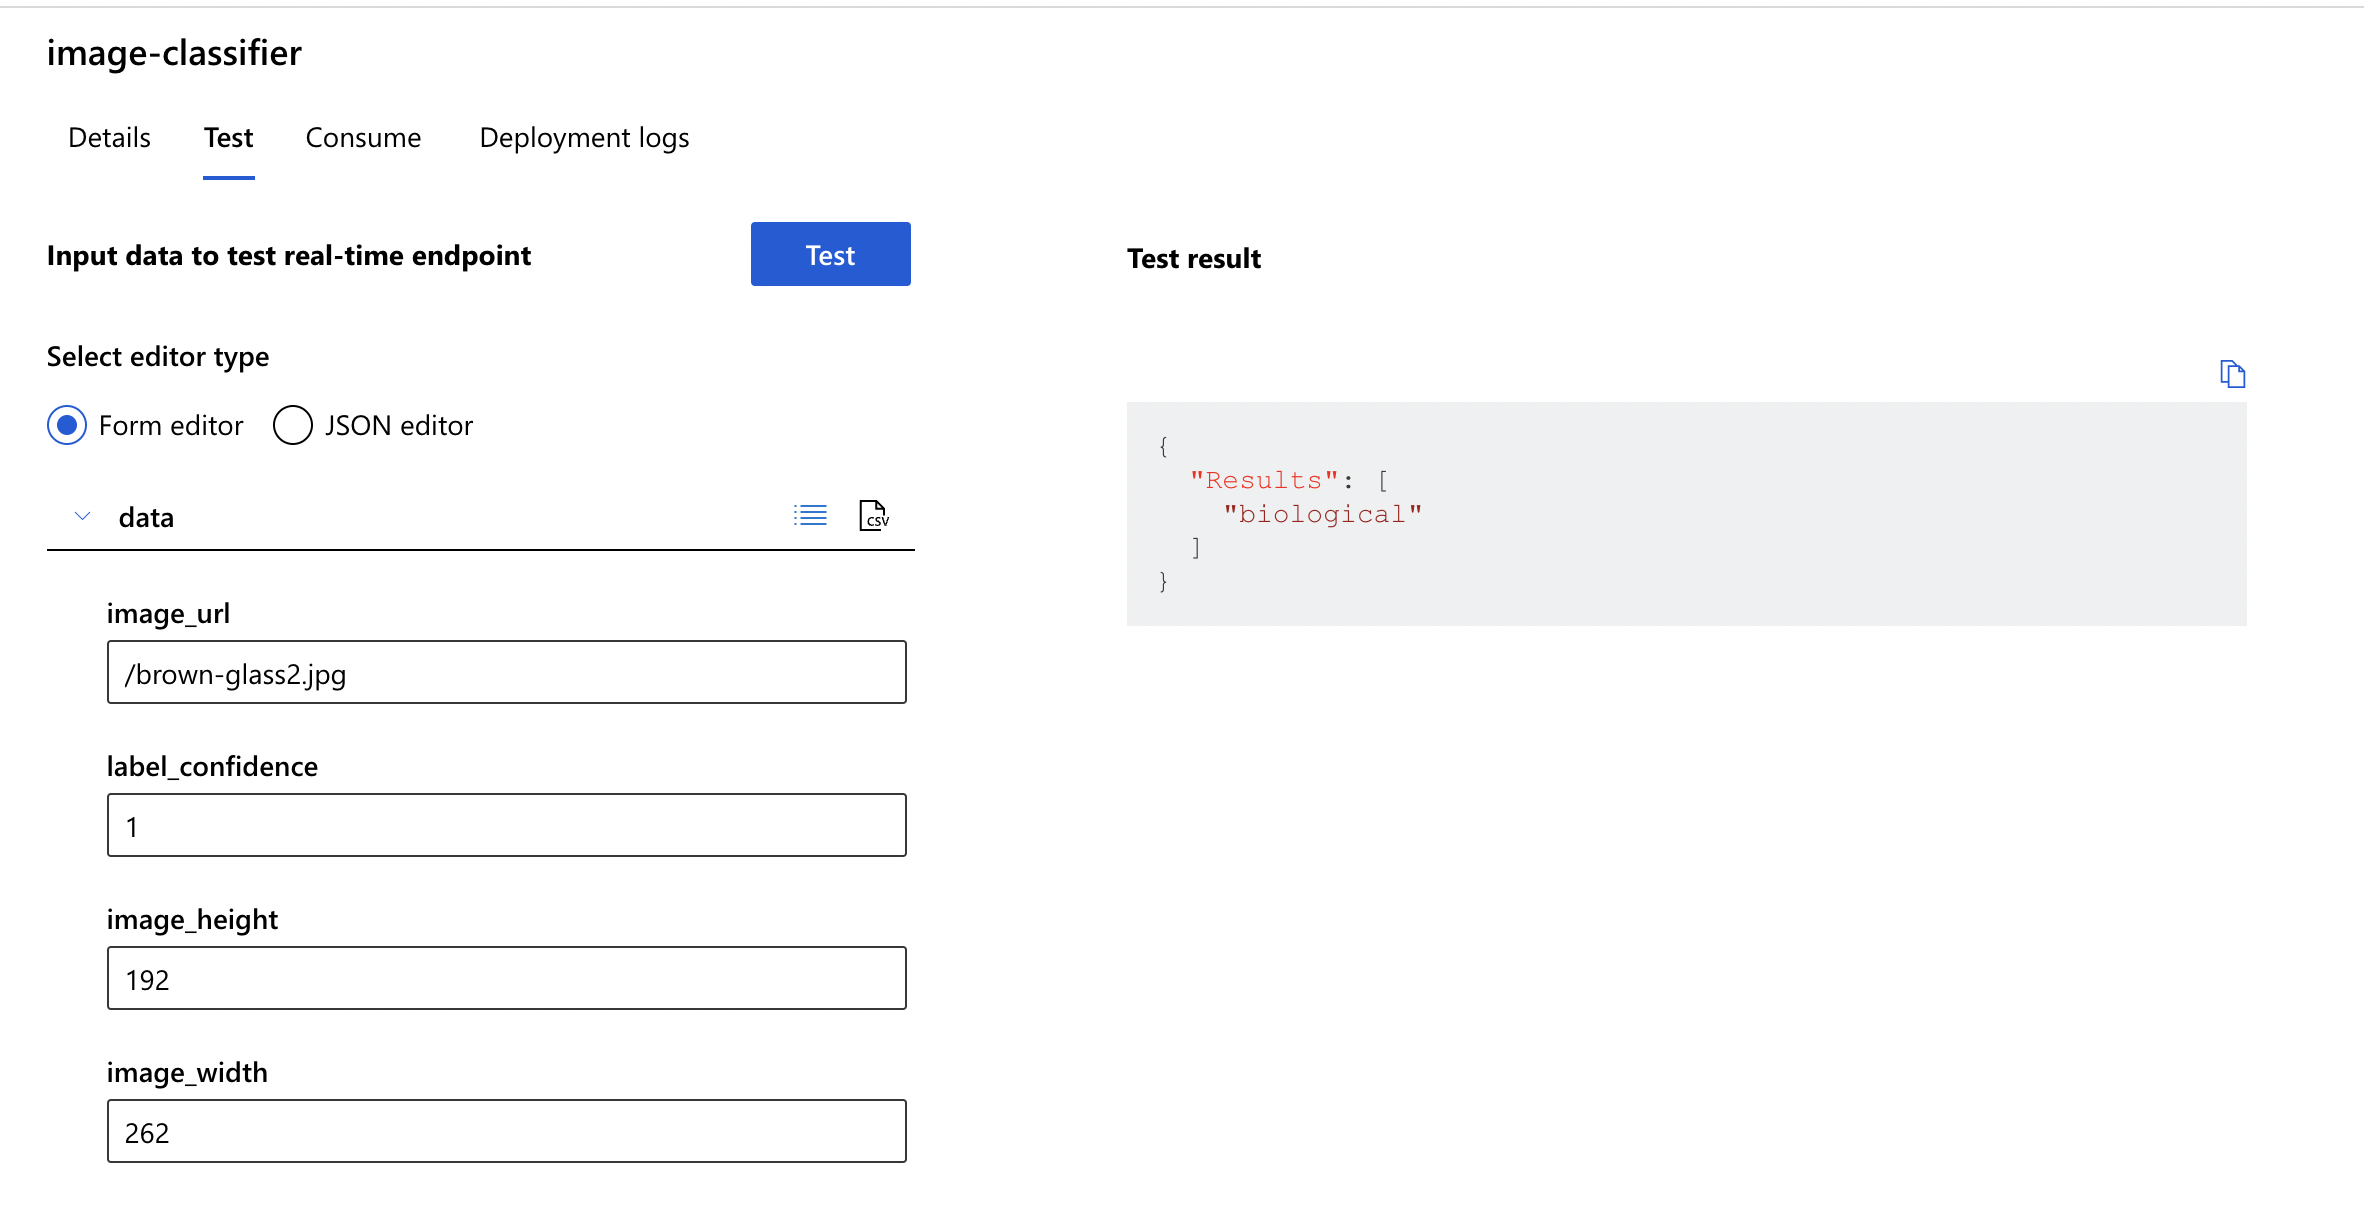 image-classifier
Details Test Consume Deployment logs
Input data to test real-time endpoint
Test
Select editor type
Form editor JSON editor
data
CSV
image_url
/brown-glass2.jpg
label_confidence
1
image_height
192
image_width
262
Test result
{
"Results": [
"biological"
]
}